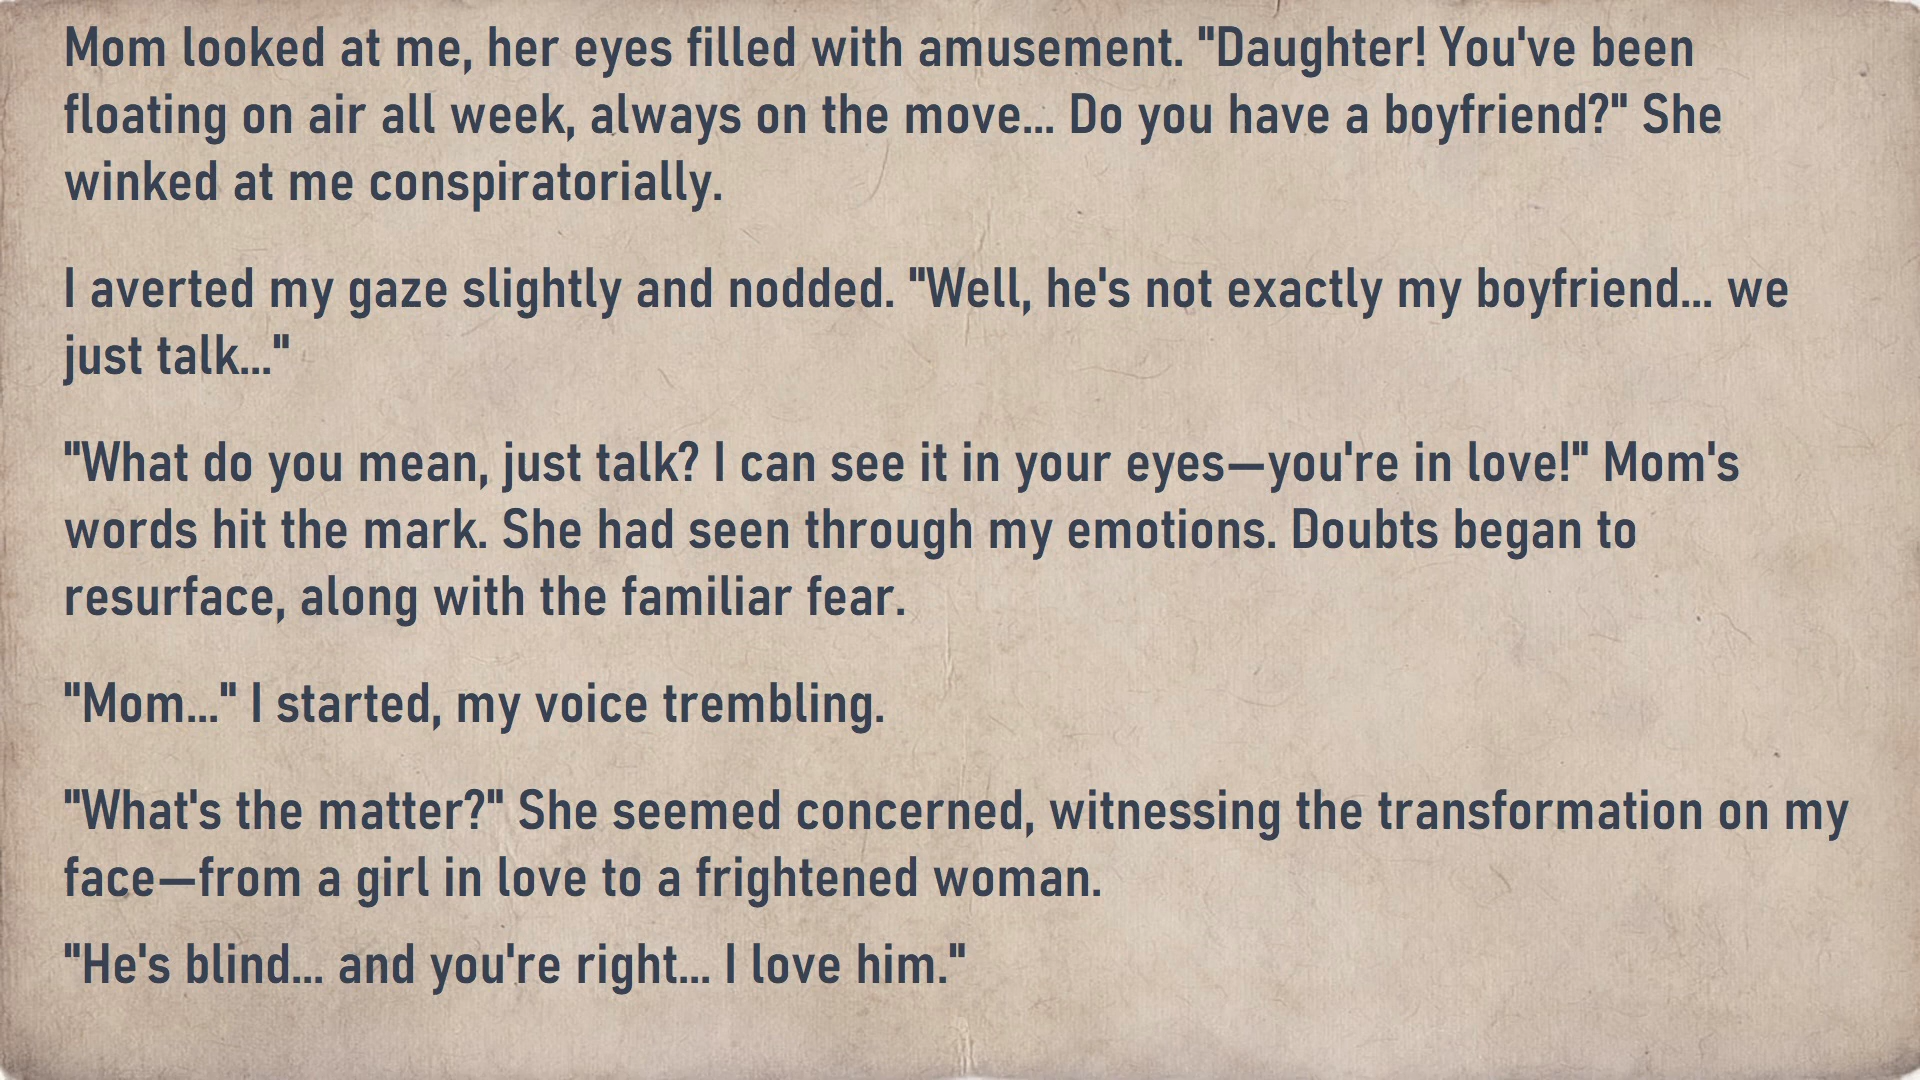 Mom looked at me, her eyes filled with amusement. "Daughter! You've been
floating on air all week, always on the move... Do you have a boyfriend?" She
winked at me conspiratorially.
I averted my gaze slightly and nodded. "Well, he's not exactly my boyfriend... we
just talk..."
"What do you mean, just talk? I can see it in your eyes—you're in love!" Mom's
words hit the mark. She had seen through my emotions. Doubts began to
resurface, along with the familiar fear.
"Mom..." I started, my voice trembling.
"What's the matter?" She seemed concerned, witnessing the transformation on my
face—from a girl in love to a frightened woman.
"He's blind... and you're right... I love him."